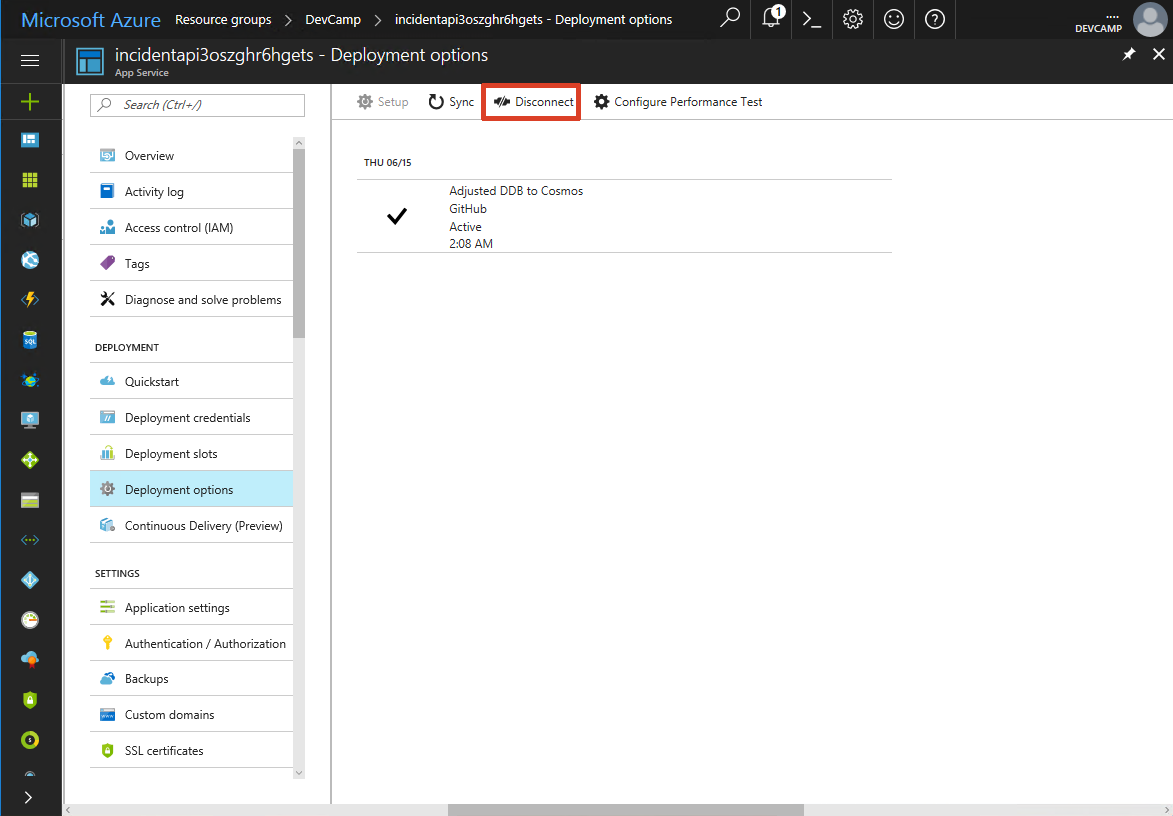 Microsoft Azure Resource groups > DevCamp > incidentapi3oszghr6hgets - Deployment options
1
....
DEVCAMP
incidentapi3oszghr6hgets - Deployment options
App Service
Search (Ctrl+/)
Setup Sync Disconnect Configure Performance Test
Overview
Activity log
Access control (IAM)
Tags
Diagnose and solve problems
DEPLOYMENT
Quickstart
Deployment credentials
Deployment slots
Deployment options
Continuous Delivery (Preview)
SETTINGS
Application settings
Authentication / Authorization
Backups
Custom domains
SSL certificates
THU 06/15
Adjusted DDB to Cosmos
GitHub
Active
2:08 AM